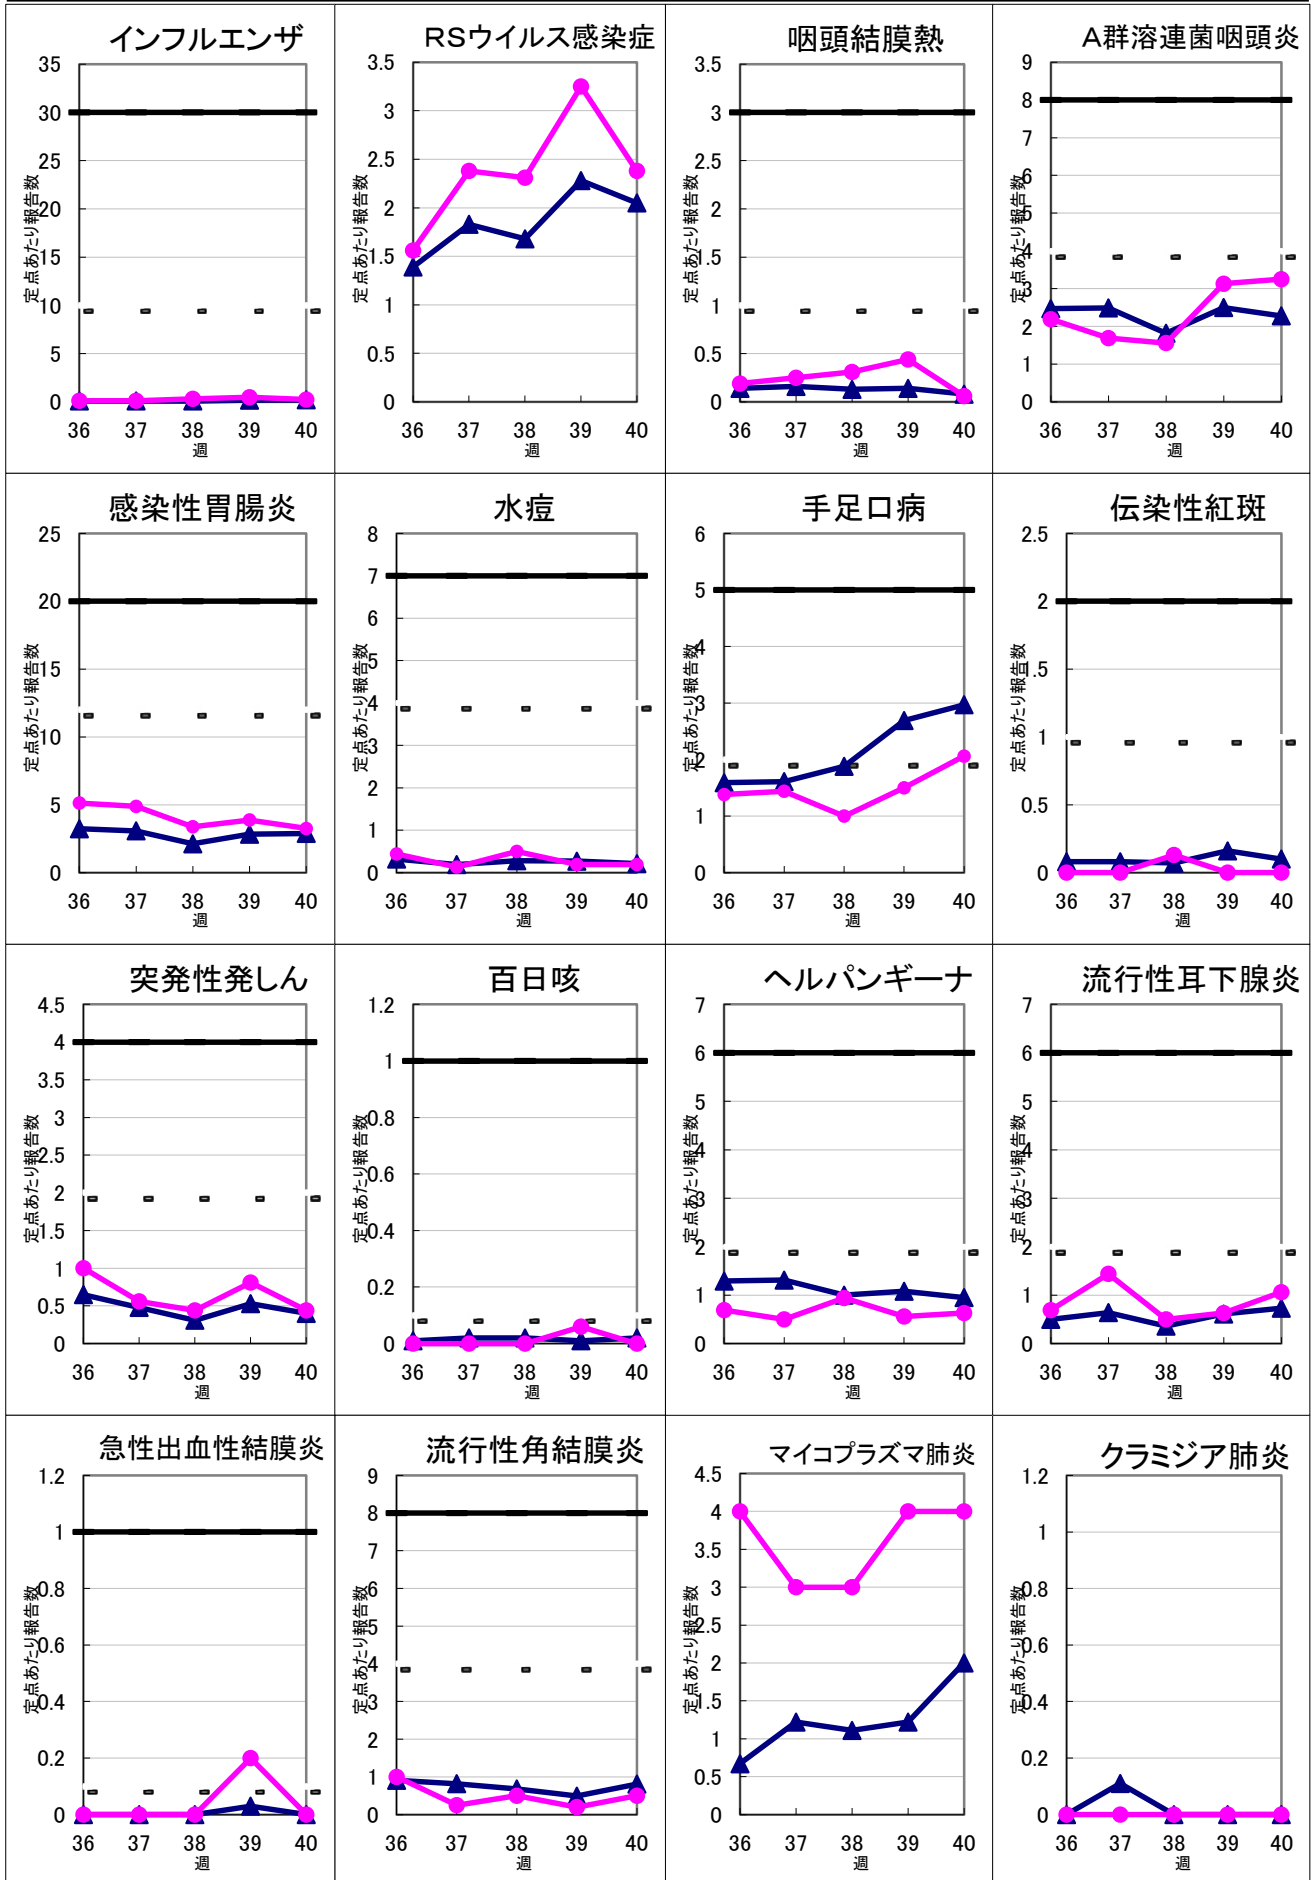 インフルエンザ
35
30
25
20
15
10
5
0
定点あたり報告数
36 37 38 39 40
週
RSウイルス感染症
3.5
3
2.5
2
1.5
1
0.5
0
定点あたり報告数
36 37 38 39 40
週
咽頭結膜熱
3.5
3
2.5
2
1.5
1
0.5
0
定点あたり報告数
36 37 38 39 40
週
A群溶連菌咽頭炎
9
8
7
6
5
4
3
2
1
0
定点あたり報告数
36 37 38 39 40
週
感染性胃腸炎
25
20
15
10
5
0
定点あたり報告数
36 37 38 39 40
週
水痘
8
7
6
5
4
3
2
1
0
定点あたり報告数
36 37 38 39 40
週
手足口病
6
5
4
3
2
1
0
定点あたり報告数
36 37 38 39 40
週
伝染性紅斑
2.5
2
1.5
1
0.5
0
定点あたり報告数
36 37 38 39 40
週
突発性発しん
4.5
4
3.5
3
2.5
2
1.5
1
0.5
0
定点あたり報告数
36 37 38 39 40
週
百日咳
1.2
1
0.8
0.6
0.4
0.2
0
定点あたり報告数
36 37 38 39 40
週
ヘルパンギーナ
7
6
5
4
3
2
1
0
定点あたり報告数
36 37 38 39 40
週
流行性耳下腺炎
7
6
5
4
3
2
1
0
定点あたり報告数
36 37 38 39 40
週
急性出血性結膜炎
1.2
1
0.8
0.6
0.4
0.2
0
定点あたり報告数
36 37 38 39 40
週
流行性角結膜炎
9
8
7
6
5
4
3
2
1
0
定点あたり報告数
36 37 38 39 40
週
マイコプラズマ肺炎
4.5
4
3.5
3
2.5
2
1.5
1
0.5
0
定点あたり報告数
36 37 38 39 40
週
クラミジア肺炎
1.2
1
0.8
0.6
0.4
0.2
0
定点あたり報告数
36 37 38 39 40
週